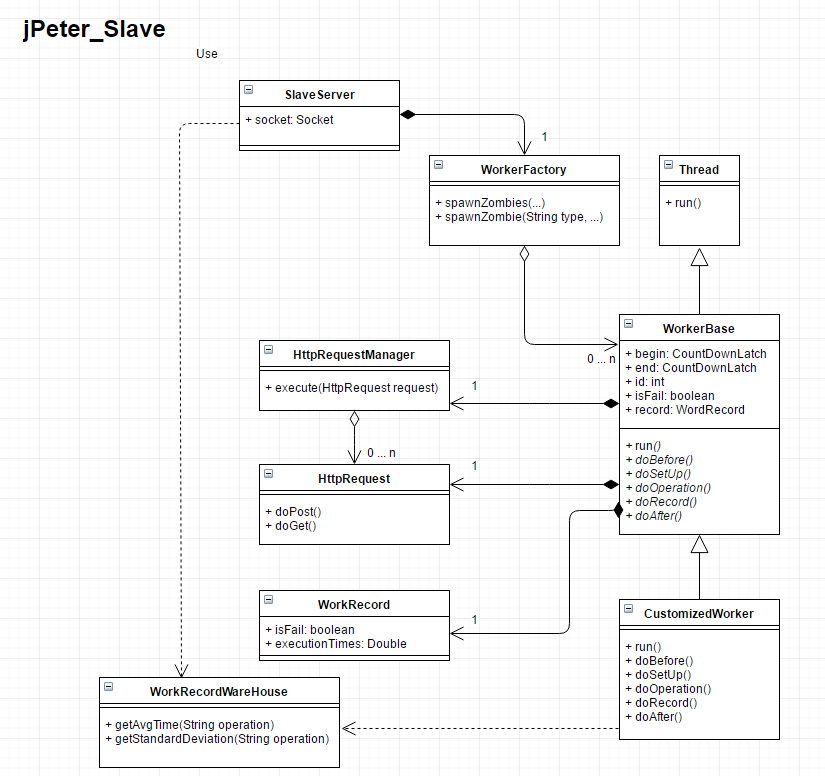 jPeter_Slave
Use
SlaveServer
+ socket: Socket
1
WorkerFactory
+ spawnZombies(...)
+ spawnZombie(String type, ...)
Thread
+ run()
0 ... n
WorkerBase
+ begin: CountDownLatch
+ end: CountDownLatch
+ id: int
+ isFail: boolean
+ record: WordRecord
+ run()
+ doBefore()
+ doSetUp()
+ doOperation()
+ doRecord()
+ doAfter()
HttpRequestManager
+ execute(HttpRequest request)
1
0 ... n
HttpRequest
+ doPost()
+ doGet()
1
WorkRecord
+ isFail: boolean
+ executionTimes: Double
1
CustomizedWorker
+ run()
+ doBefore()
+ doSetUp()
+ doOperation()
+ doRecord()
+ doAfter()
WorkRecordWareHouse
+ getAvgTime(String operation)
+ getStandardDeviation(String operation)